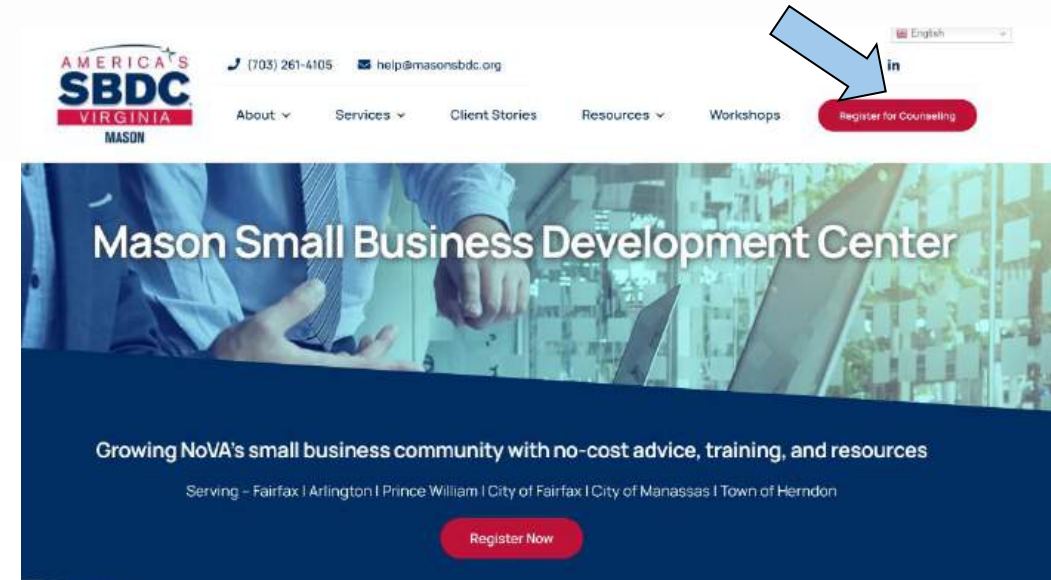 English
AMERICA'S
SBDC
VIRGINIA
MASON
(703) 261-4105 help@masonsbdc.org
in
About Services Client Stories Resources Workshops Register for Counseling
Mason Small Business Development Center
Growing NoVA's small business community with no-cost advice, training, and resources
Serving – Fairfax | Arlington | Prince William | City of Fairfax | City of Manassas | Town of Herndon
Register Now